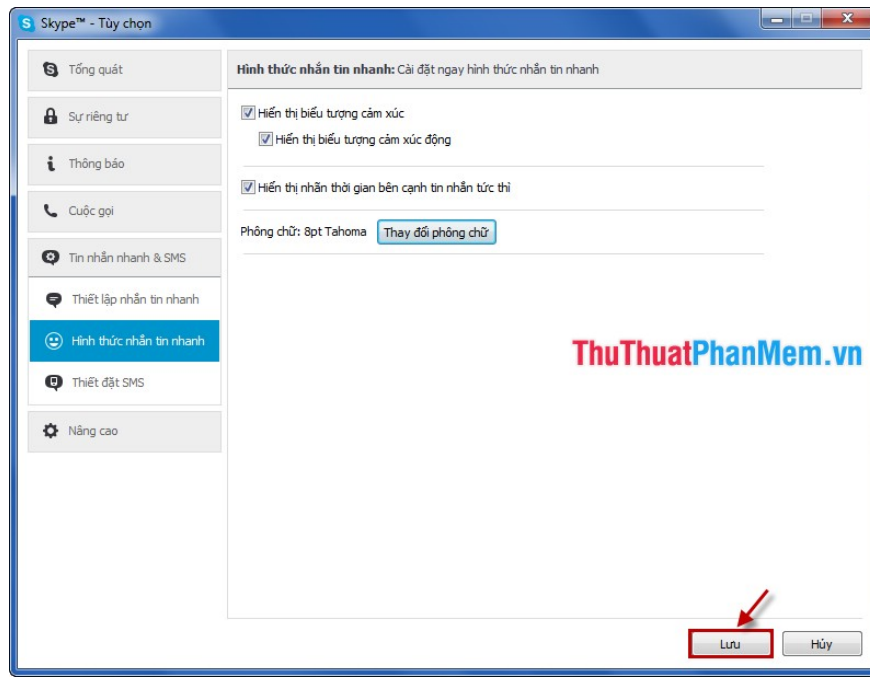 Skype™ - Tùy chọn
Tổng quát
Sự riêng tư
Thông báo
Cuộc gọi
Tin nhắn nhanh & SMS
Thiết lập nhắn tin nhanh
Hình thức nhắn tin nhanh
Thiết đặt SMS
Nâng cao
Hình thức nhắn tin nhanh: Cài đặt ngay hình thức nhắn tin nhanh
Hiển thị biểu tượng cảm xúc
Hiển thị biểu tượng cảm xúc động
Hiển thị nhãn thời gian bên cạnh tin nhắn tức thì
Phông chữ: 8pt Tahoma Thay đổi phông chữ
ThuThuatPhanMem.vn
Lưu Hủy